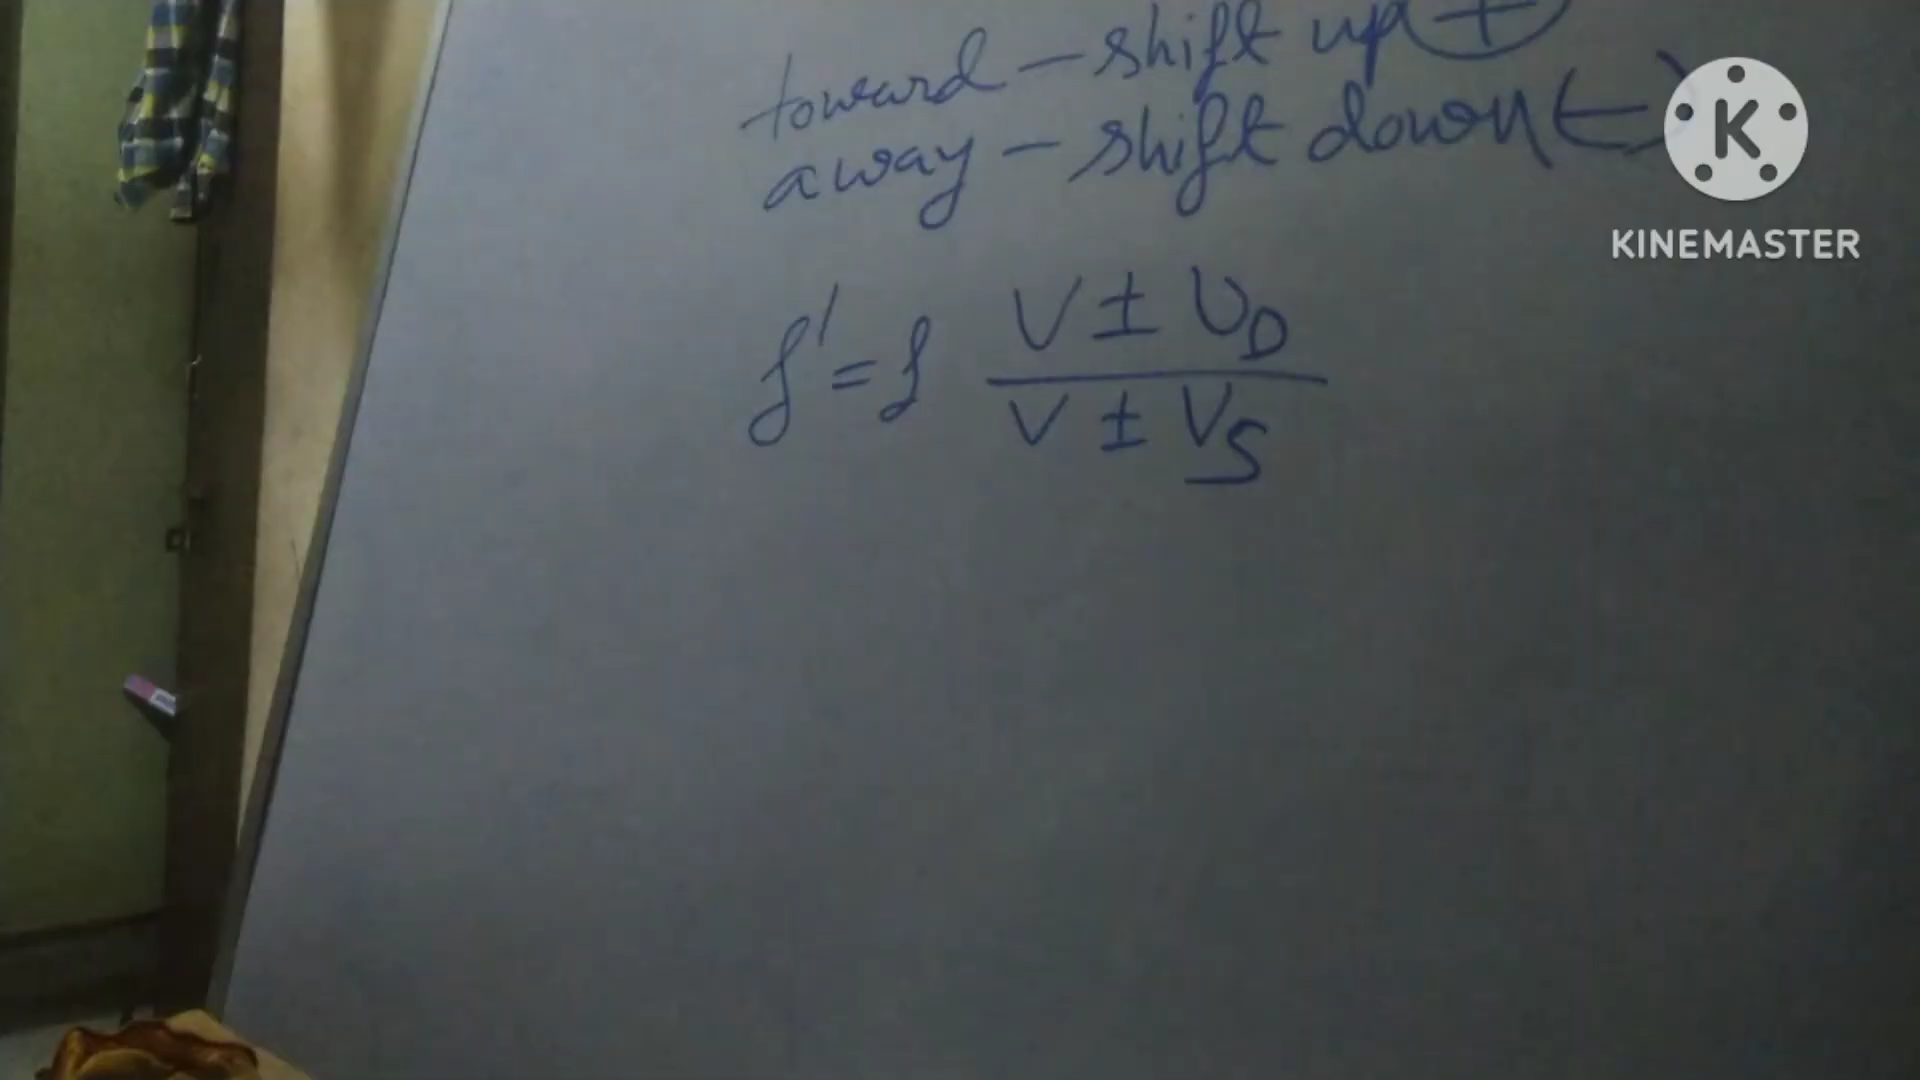 toward - shift up +
away - shift down (-)
K
KINEMASTER
f' = f V ± VD / V ± VS